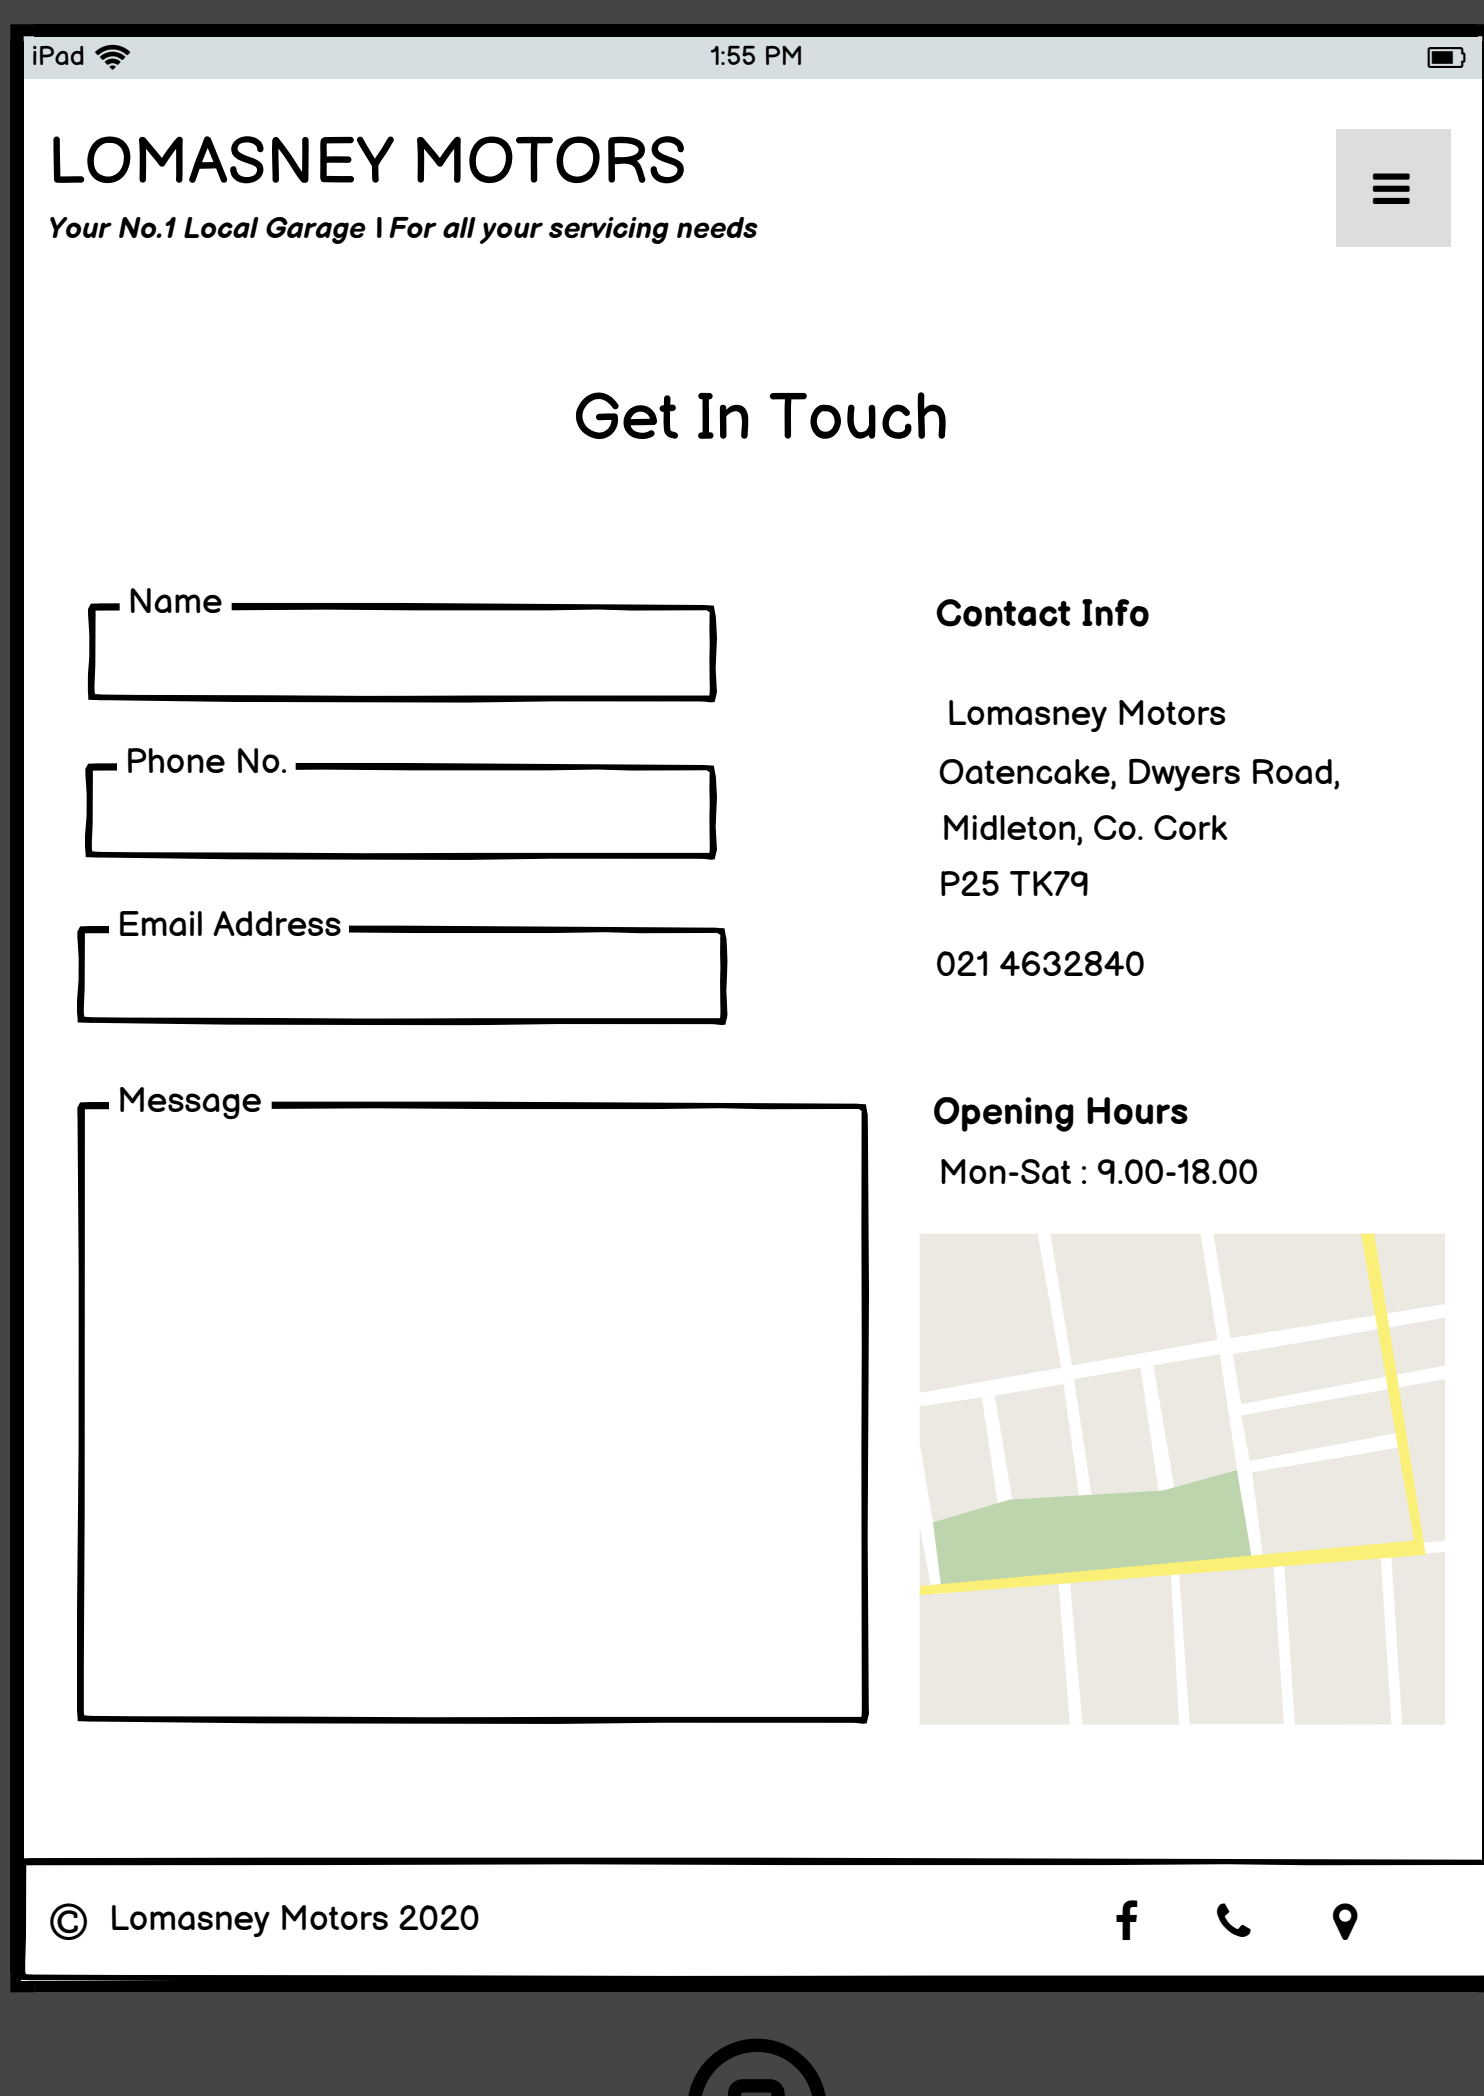 iPad
1:55 PM
LOMASNEY MOTORS
Your No.1 Local Garage | For all your servicing needs
Get In Touch
Name
Phone No.
Email Address
Message
Contact Info
Lomasney Motors
Oatencake, Dwyers Road,
Midleton, Co. Cork
P25 TK79
021 4632840
Opening Hours
Mon-Sat : 9.00-18.00
© Lomasney Motors 2020